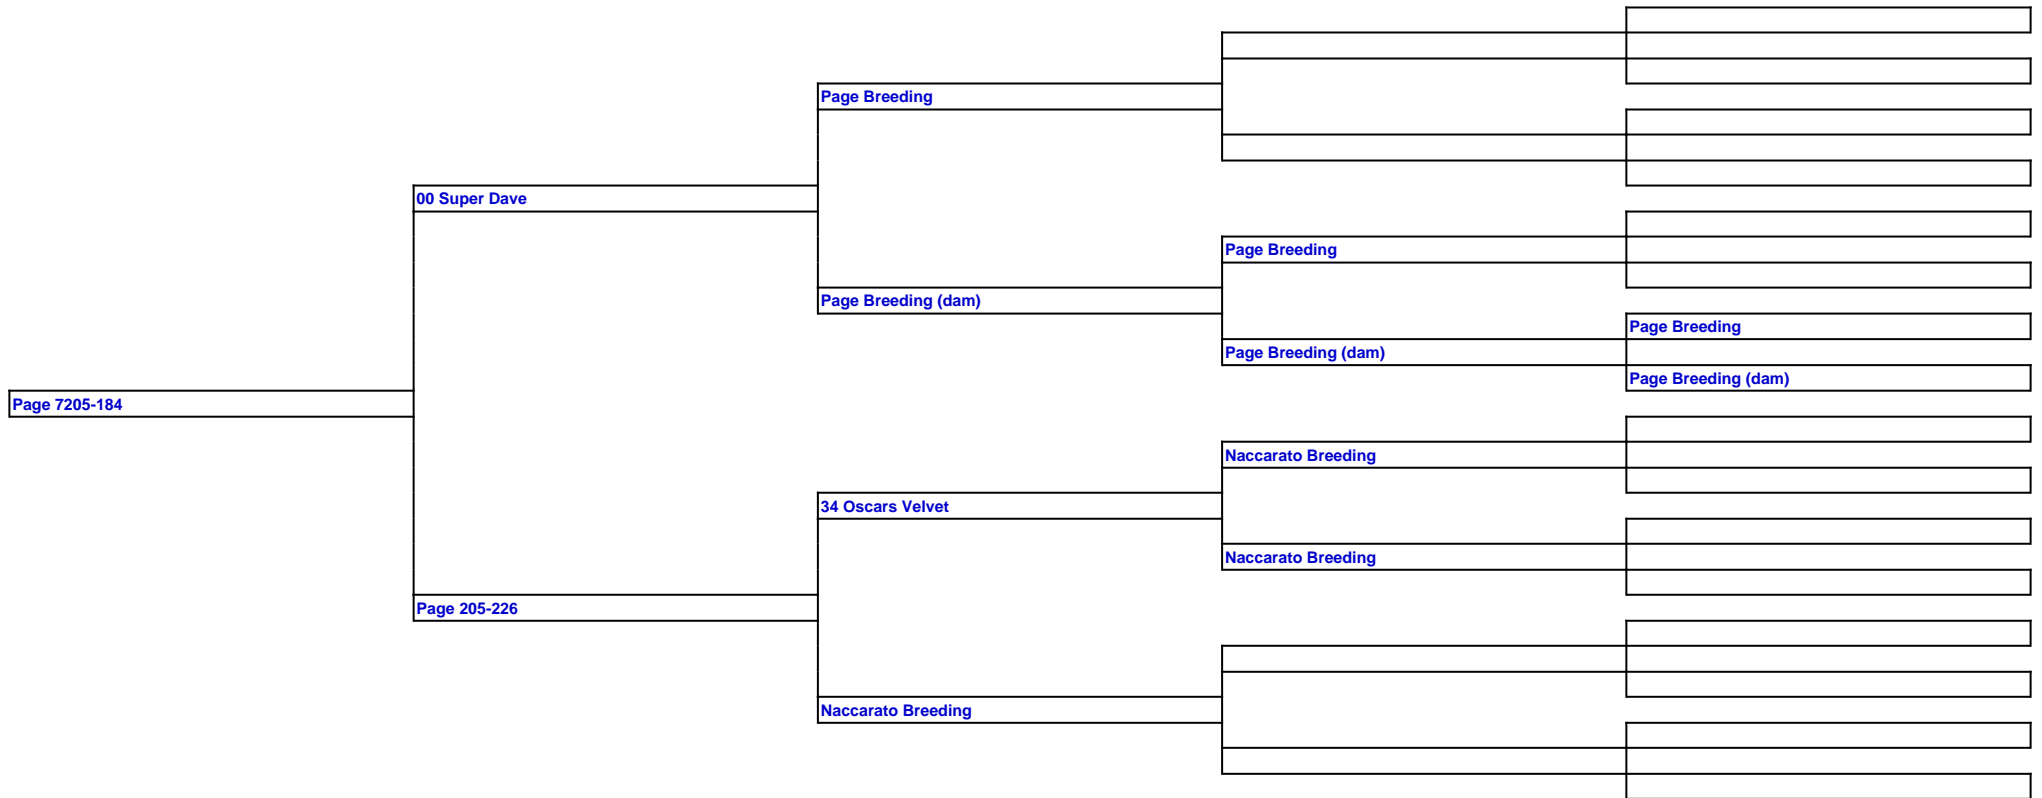 Page Breeding
00 Super Dave
Page Breeding
Page Breeding (dam)
Page Breeding
Page Breeding (dam)
Page Breeding (dam)
Page 7205-184
Naccarato Breeding
34 Oscars Velvet
Naccarato Breeding
Page 205-226
Naccarato Breeding